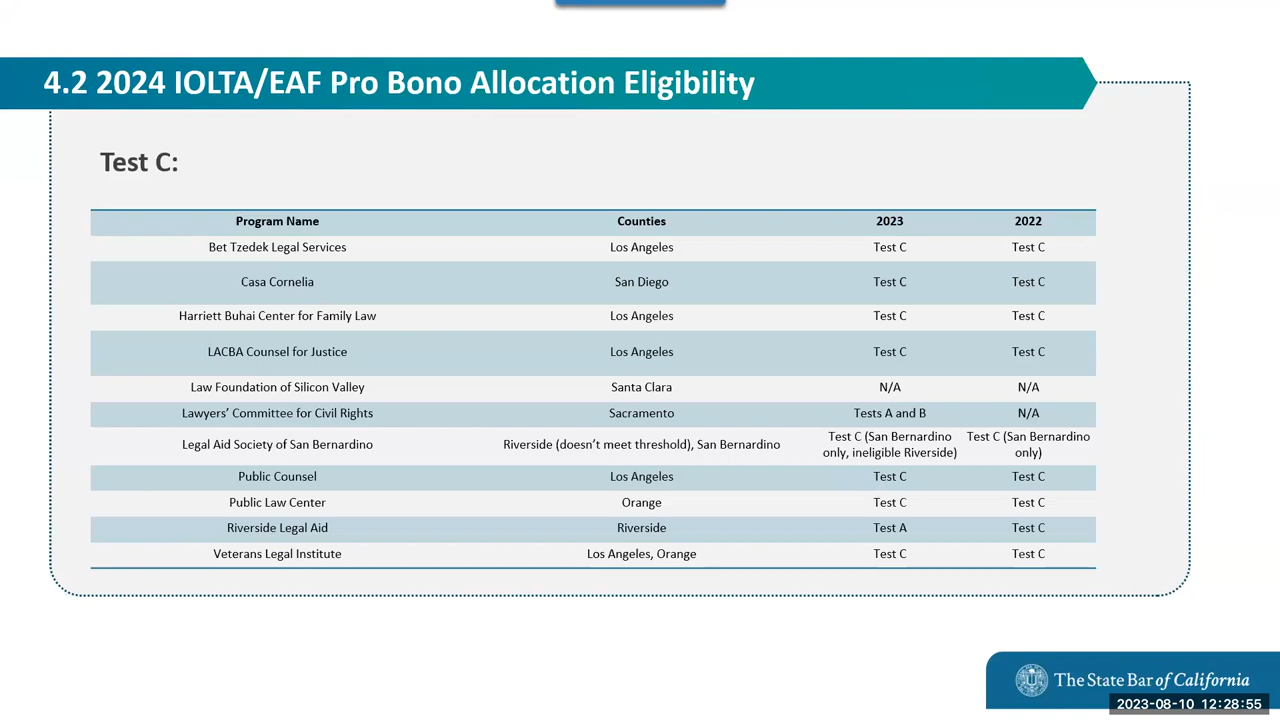 4.2 2024 IOLTA/EAF Pro Bono Allocation Eligibility
Test C:
Program Name Counties 2023 2022
Bet Tzedek Legal Services Los Angeles Test C Test C
Casa Cornelia San Diego Test C Test C
Harriett Buhai Center for Family Law Los Angeles Test C Test C
LACBA Counsel for Justice Los Angeles Test C Test C
Law Foundation of Silicon Valley Santa Clara N/A N/A
Lawyers’ Committee for Civil Rights Sacramento Tests A and B N/A
Legal Aid Society of San Bernardino Riverside (doesn’t meet threshold), San Bernardino Test C (San Bernardino only, ineligible Riverside) Test C (San Bernardino only)
Public Counsel Los Angeles Test C Test C
Public Law Center Orange Test C Test C
Riverside Legal Aid Riverside Test A Test C
Veterans Legal Institute Los Angeles, Orange Test C Test C
The State Bar of California
2023-08-10 12:28:55